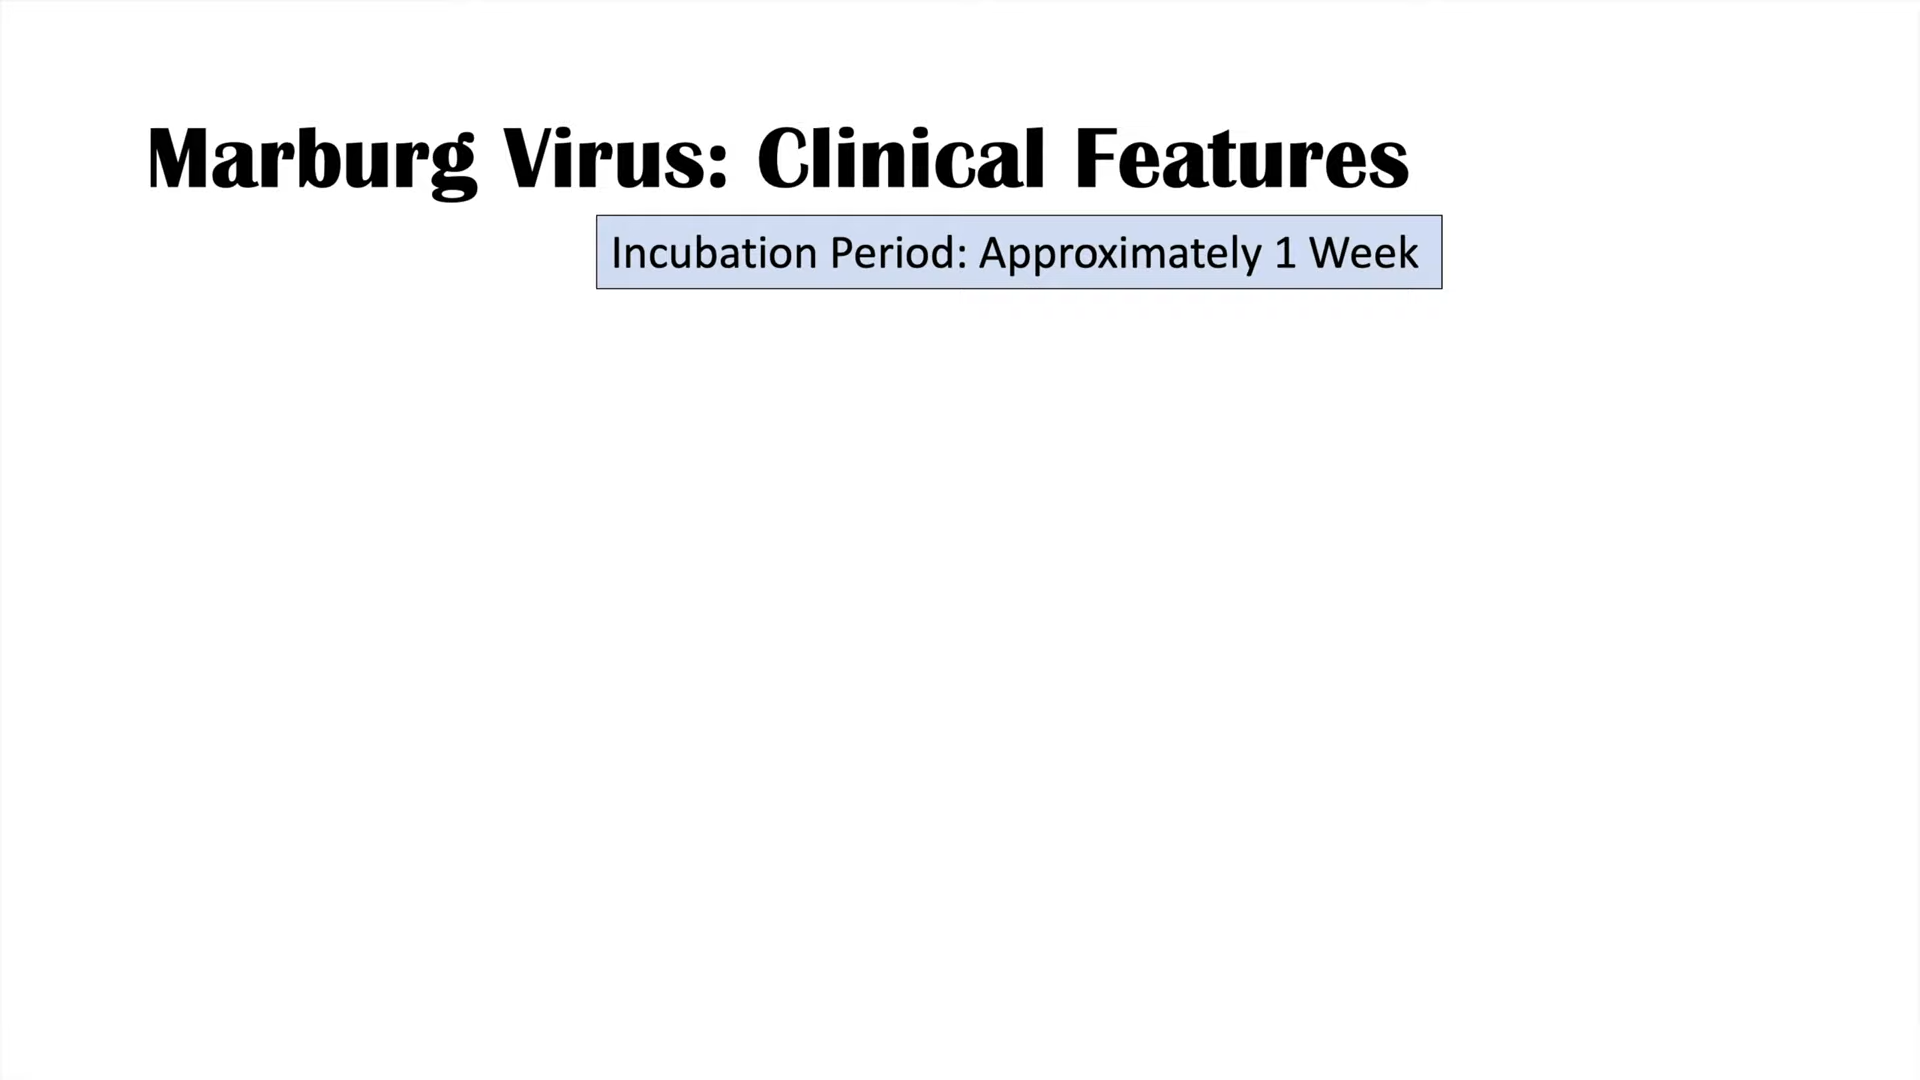 Marburg Virus: Clinical Features
Incubation Period: Approximately 1 Week